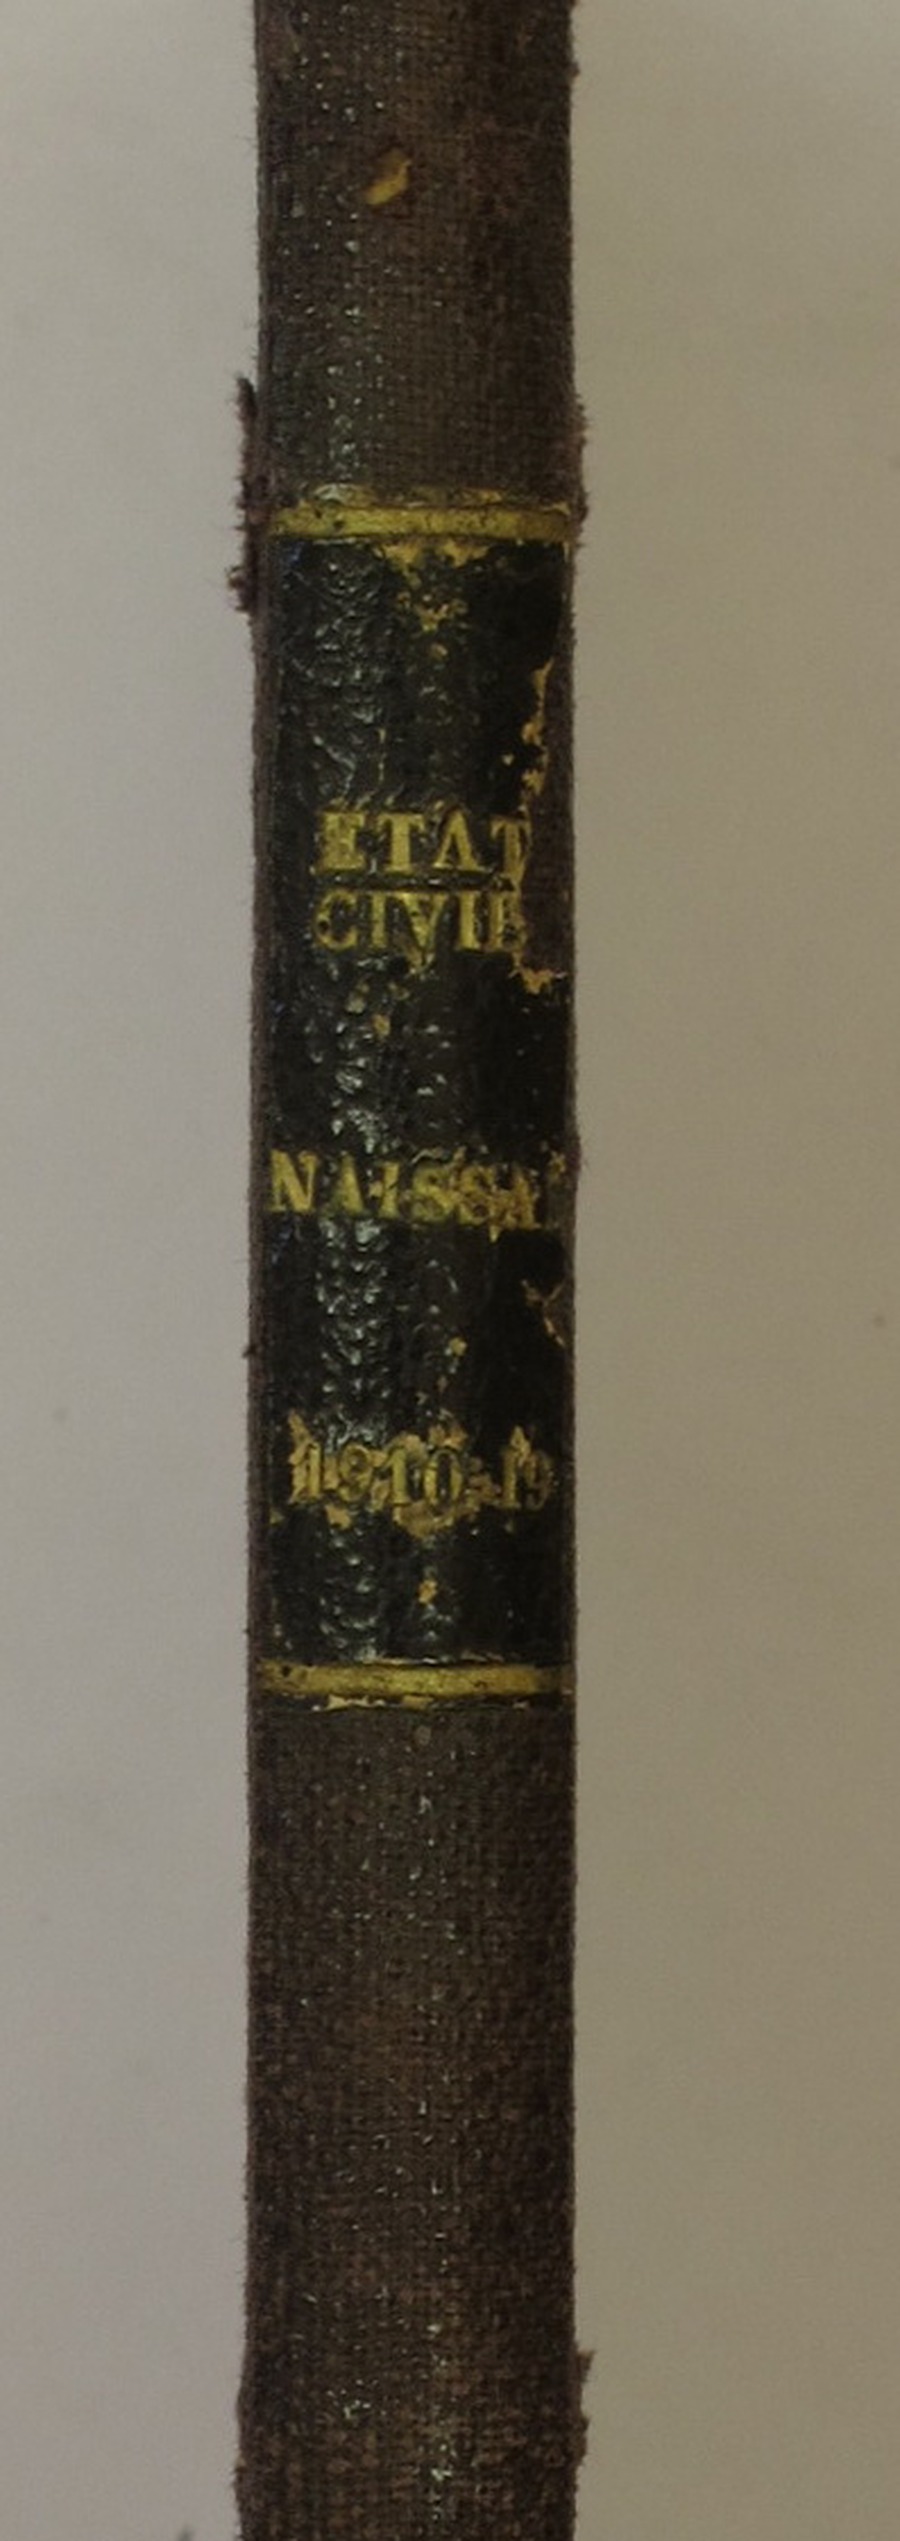 ETAT
CIVIL
NAISSA
1910-19